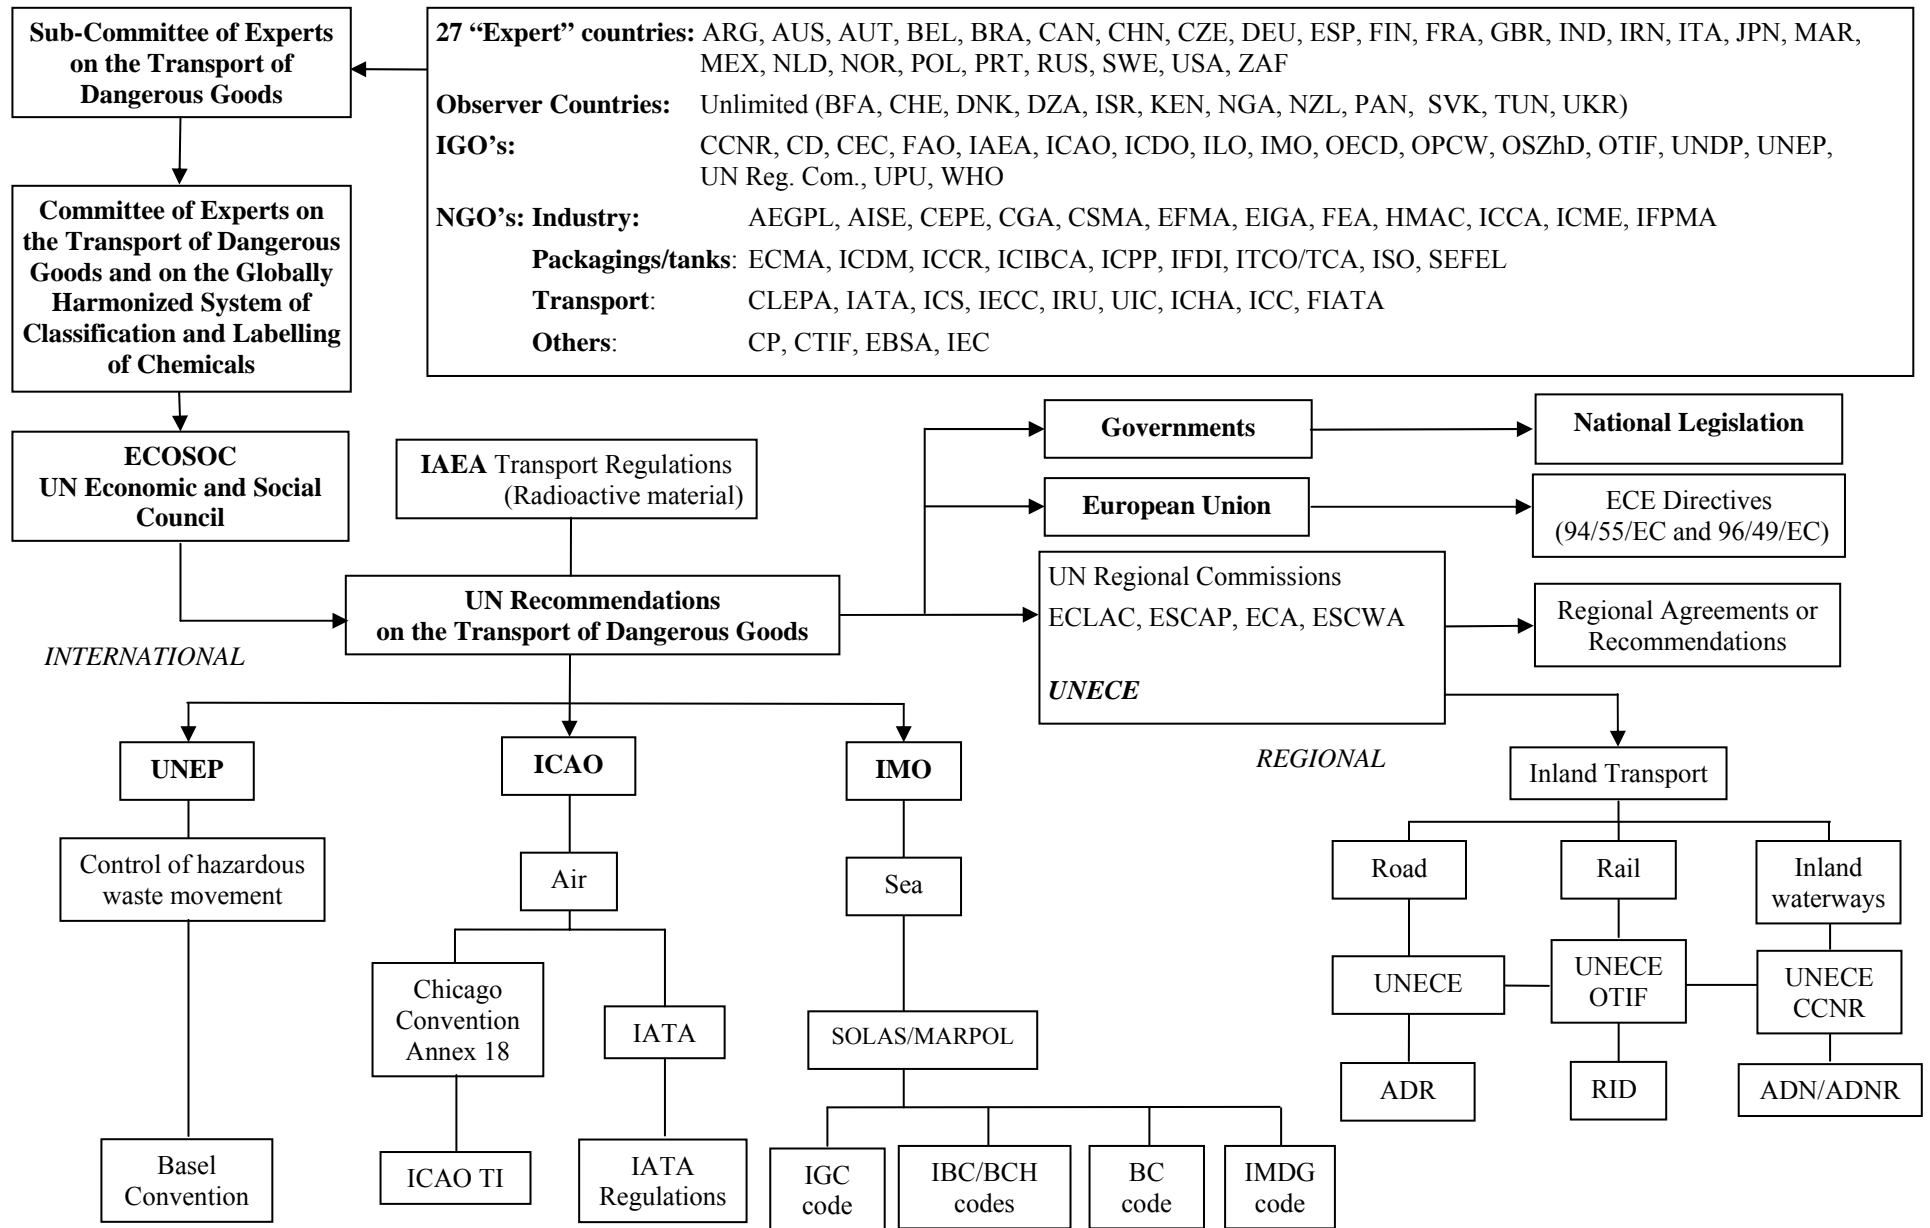 Sub-Committee of Experts
on the Transport of
Dangerous Goods
27 “Expert” countries: ARG, AUS, AUT, BEL, BRA, CAN, CHN, CZE, DEU, ESP, FIN, FRA, GBR, IND, IRN, ITA, JPN, MAR,
MEX, NLD, NOR, POL, PRT, RUS, SWE, USA, ZAF
Observer Countries: Unlimited (BFA, CHE, DNK, DZA, ISR, KEN, NGA, NZL, PAN, SVK, TUN, UKR)
IGO’s: CCNR, CD, CEC, FAO, IAEA, ICAO, ICDO, ILO, IMO, OECD, OPCW, OSZhD, OTIF, UNDP, UNEP,
UN Reg. Com., UPU, WHO
NGO’s: Industry: AEGPL, AISE, CEPE, CGA, CSMA, EFMA, EIGA, FEA, HMAC, ICCA, ICME, IFPMA
Packagings/tanks: ECMA, ICDM, ICCR, ICIBCA, ICPP, IFDI, ITCO/TCA, ISO, SEFEL
Transport: CLEPA, IATA, ICS, IECC, IRU, UIC, ICHA, ICC, FIATA
Others: CP, CTIF, EBSA, IEC
Committee of Experts on
the Transport of Dangerous
Goods and on the Globally
Harmonized System of
Classification and Labelling
of Chemicals
ECOSOC
UN Economic and Social
Council
IAEA Transport Regulations
(Radioactive material)
Governments
National Legislation
European Union
ECE Directives
(94/55/EC and 96/49/EC)
UN Recommendations
on the Transport of Dangerous Goods
UN Regional Commissions
ECLAC, ESCAP, ECA, ESCWA
UNECE
Regional Agreements or
Recommendations
INTERNATIONAL
REGIONAL
UNEP
ICAO
IMO
Inland Transport
Control of hazardous
waste movement
Air
Sea
Road
Rail
Inland
waterways
Chicago
Convention
Annex 18
IATA
SOLAS/MARPOL
UNECE
UNECE
OTIF
UNECE
CCNR
ADR
RID
ADN/ADNR
Basel
Convention
ICAO TI
IATA
Regulations
IGC
code
IBC/BCH
codes
BC
code
IMDG
code